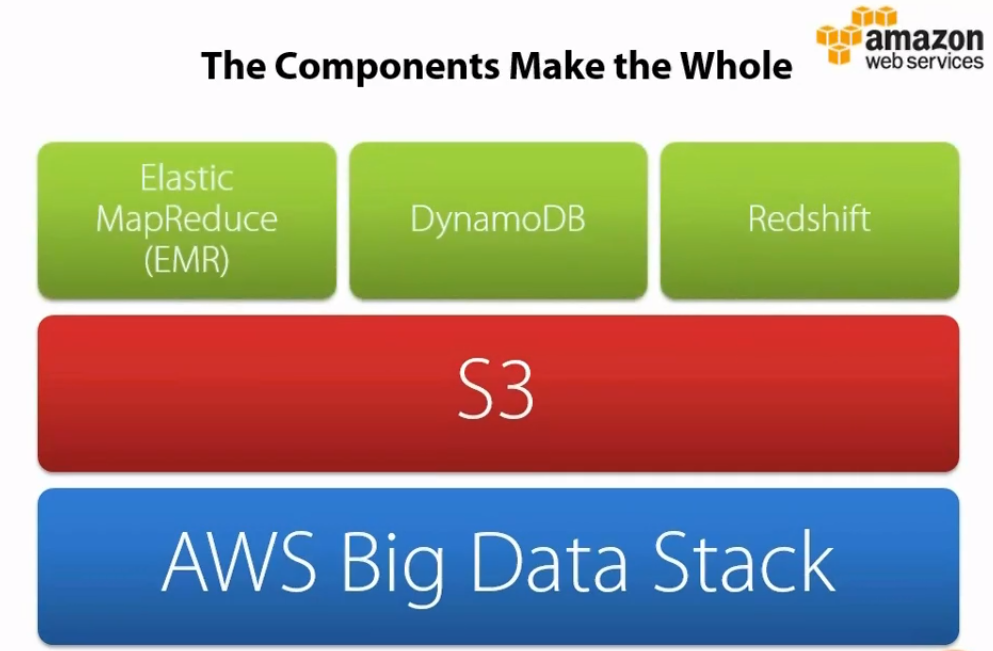 The Components Make the Whole
amazon
web services
Elastic
MapReduce
(EMR)
DynamoDB
Redshift
S3
AWS Big Data Stack